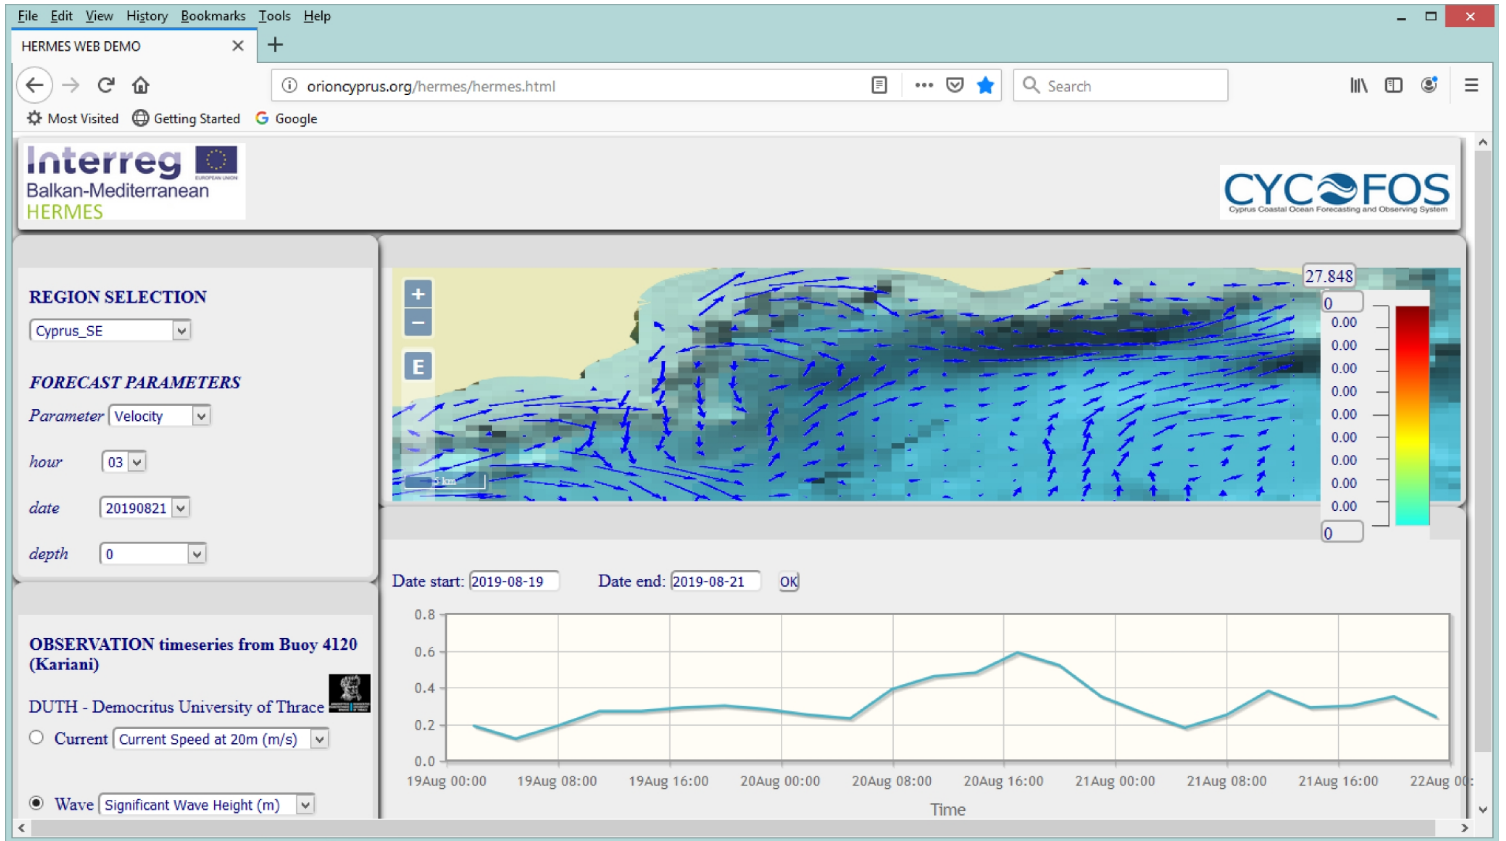 File Edit View History Bookmarks Tools Help
HERMES WEB DEMO
orioncyprus.org/hermes/hermes.html
Search
Most Visited Getting Started Google
Interreg
EUROPEAN UNION
Balkan-Mediterranean
HERMES
CYCOFOS
Cyprus Coastal Ocean Forecasting and Observing System
REGION SELECTION
Cyprus_SE
FORECAST PARAMETERS
Parameter Velocity
hour 03
date 20190821
depth 0
+
−
E
5 km
27.848
0
0.00
0.00
0.00
0.00
0.00
0.00
0.00
0.00
0.00
0
OBSERVATION timeseries from Buoy 4120
(Kariani)
DUTH - Democritus University of Thrace
Current Current Speed at 20m (m/s)
Wave Significant Wave Height (m)
Date start: 2019-08-19 Date end: 2019-08-21 OK
0.8
0.6
0.4
0.2
0.0
19Aug 00:00 19Aug 08:00 19Aug 16:00 20Aug 00:00 20Aug 08:00 20Aug 16:00 21Aug 00:00 21Aug 08:00 21Aug 16:00 22Aug 00:
Time